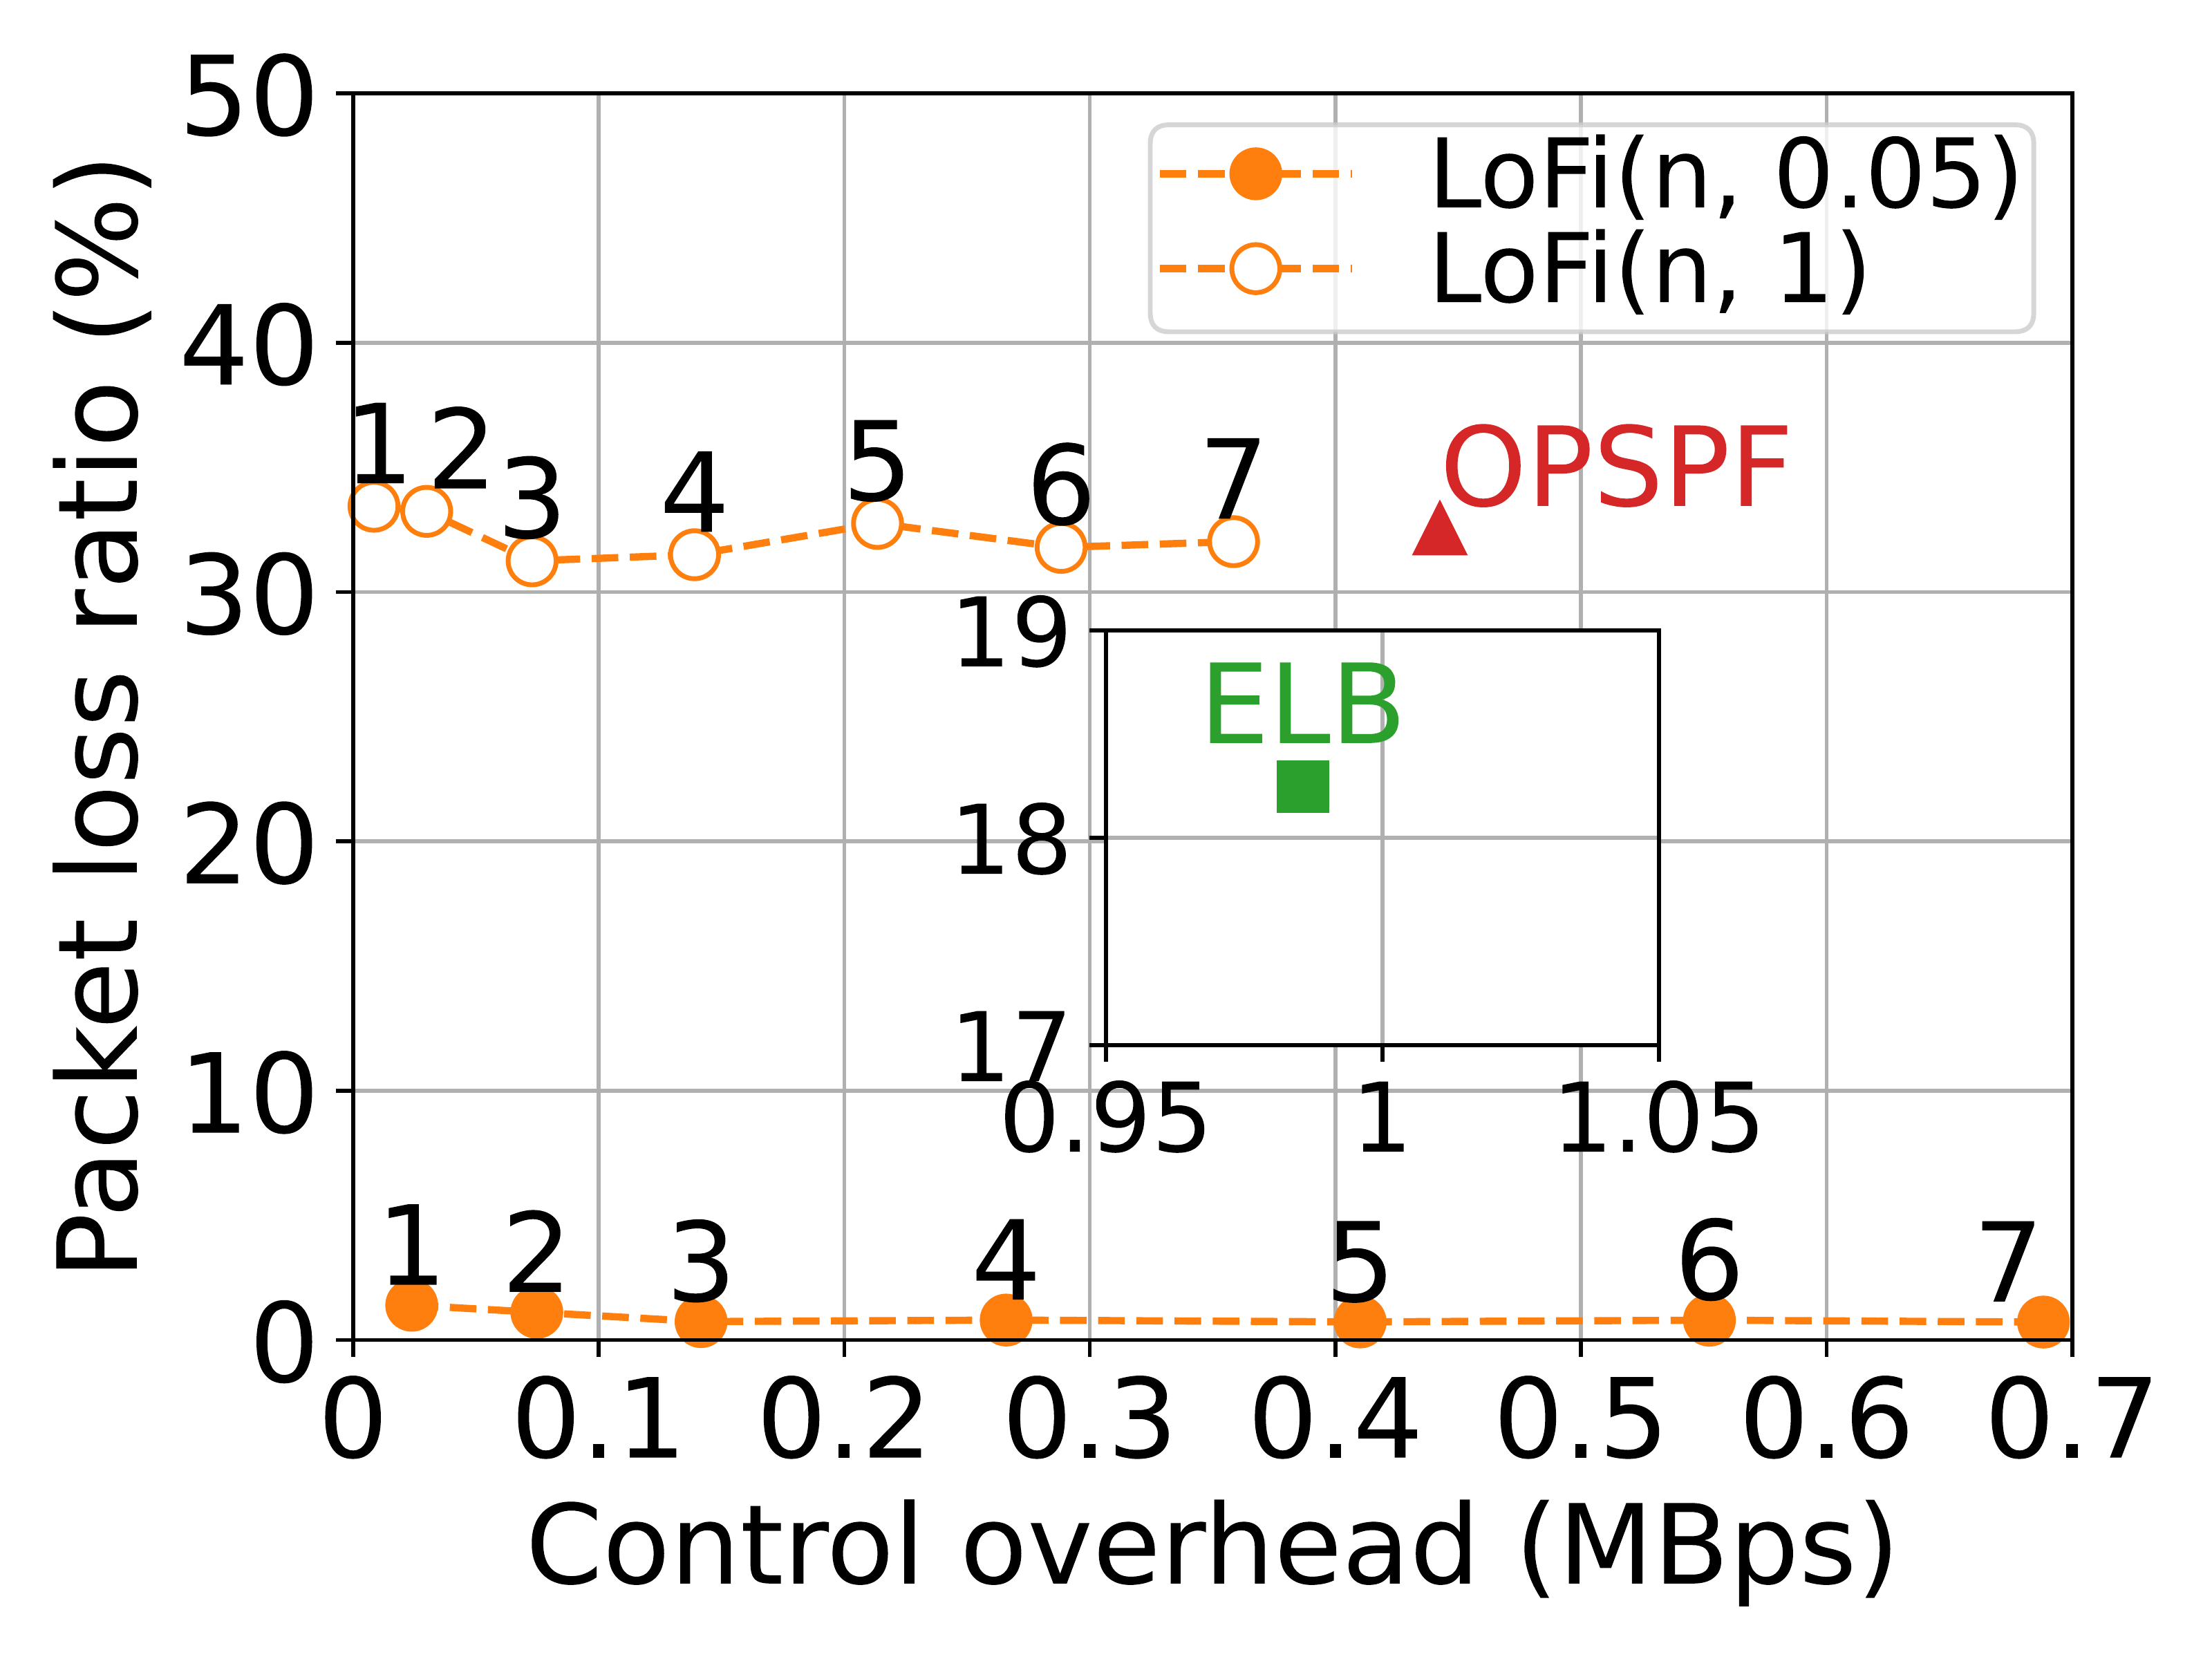 Packet loss ratio (%)
50
40
30
20
10
0
LoFi(n, 0.05)
LoFi(n, 1)
1 2 3 4 5 6 7
OPSPF
19
18
17
ELB
0.95 1 1.05
1 2 3 4 5 6 7
0 0.1 0.2 0.3 0.4 0.5 0.6 0.7
Control overhead (MBps)